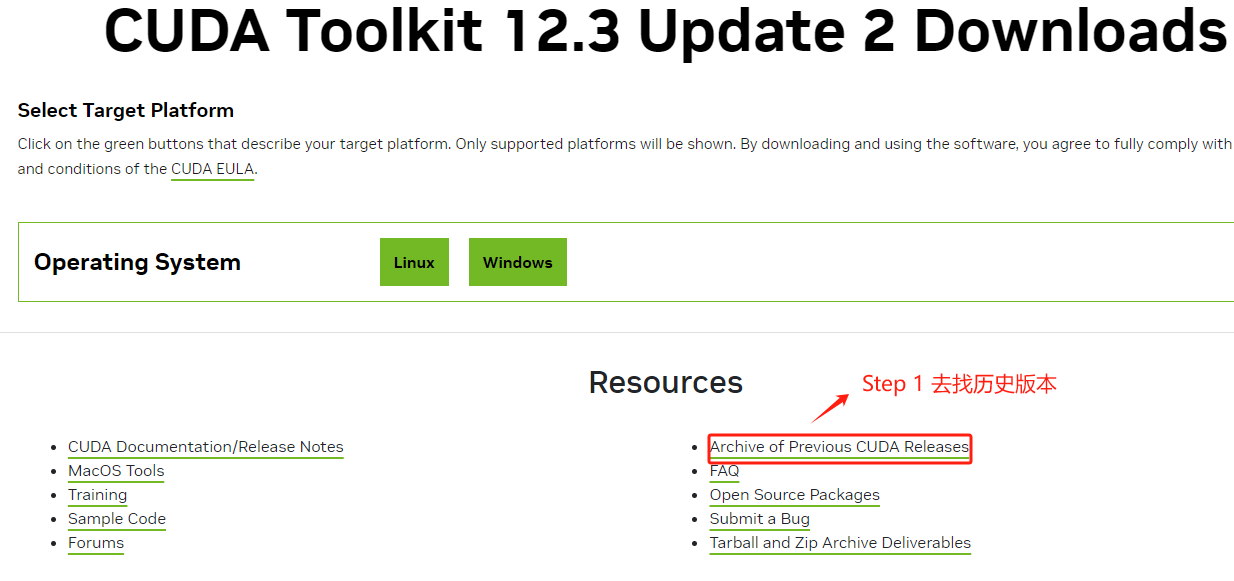 CUDA Toolkit 12.3 Update 2 Downloads
Select Target Platform
Click on the green buttons that describe your target platform. Only supported platforms will be shown. By downloading and using the software, you agree to fully comply with
and conditions of the CUDA EULA.
Operating System
Linux
Windows
Resources
Step 1 去找历史版本
CUDA Documentation/Release Notes
MacOS Tools
Training
Sample Code
Forums
Archive of Previous CUDA Releases
FAQ
Open Source Packages
Submit a Bug
Tarball and Zip Archive Deliverables